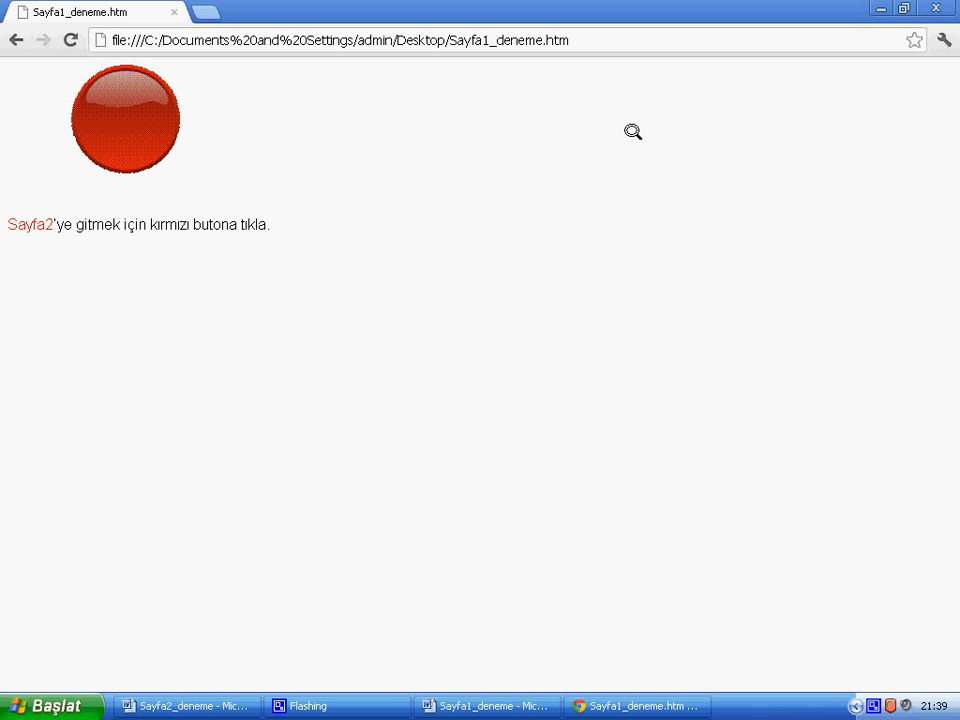 Sayfa1_deneme.htm
file:///C:/Documents%20and%20Settings/admin/Desktop/Sayfa1_deneme.htm
Sayfa2'ye gitmek için kırmızı butona tıkla.
Başlat
Sayfa2_deneme - Mic...
Flashing
Sayfa1_deneme - Mic...
Sayfa1_deneme.htm ...
21:39